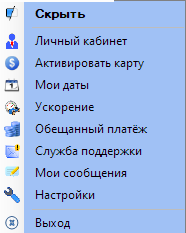 Скрыть
Личный кабинет
Активировать карту
Мои даты
Ускорение
Обещанный платёж
Служба поддержки
Мои сообщения
Настройки
Выход